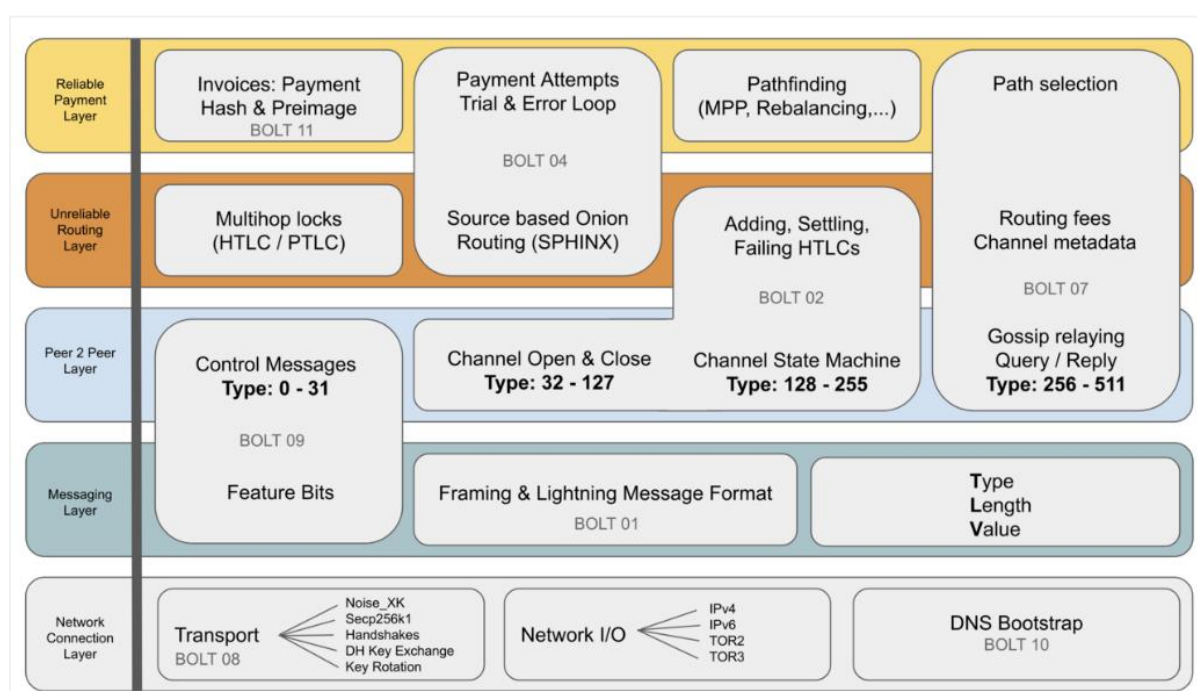 Reliable
Payment
Layer
Invoices: Payment
Hash & Preimage
BOLT 11
Payment Attempts
Trial & Error Loop
BOLT 04
Source based Onion
Routing (SPHINX)
Pathfinding
(MPP, Rebalancing,...)
Path selection
Routing fees
Channel metadata
BOLT 07
Gossip relaying
Query / Reply
Type: 256 - 511
Unreliable
Routing
Layer
Multihop locks
(HTLC / PTLC)
Adding, Settling,
Failing HTLCs
BOLT 02
Channel State Machine
Type: 128 - 255
Peer 2 Peer
Layer
Control Messages
Type: 0 - 31
BOLT 09
Feature Bits
Channel Open & Close
Type: 32 - 127
Messaging
Layer
Framing & Lightning Message Format
BOLT 01
Type
Length
Value
Network
Connection
Layer
Transport
BOLT 08
Noise_XK
Secp256k1
Handshakes
DH Key Exchange
Key Rotation
Network I/O
IPv4
IPv6
TOR2
TOR3
DNS Bootstrap
BOLT 10